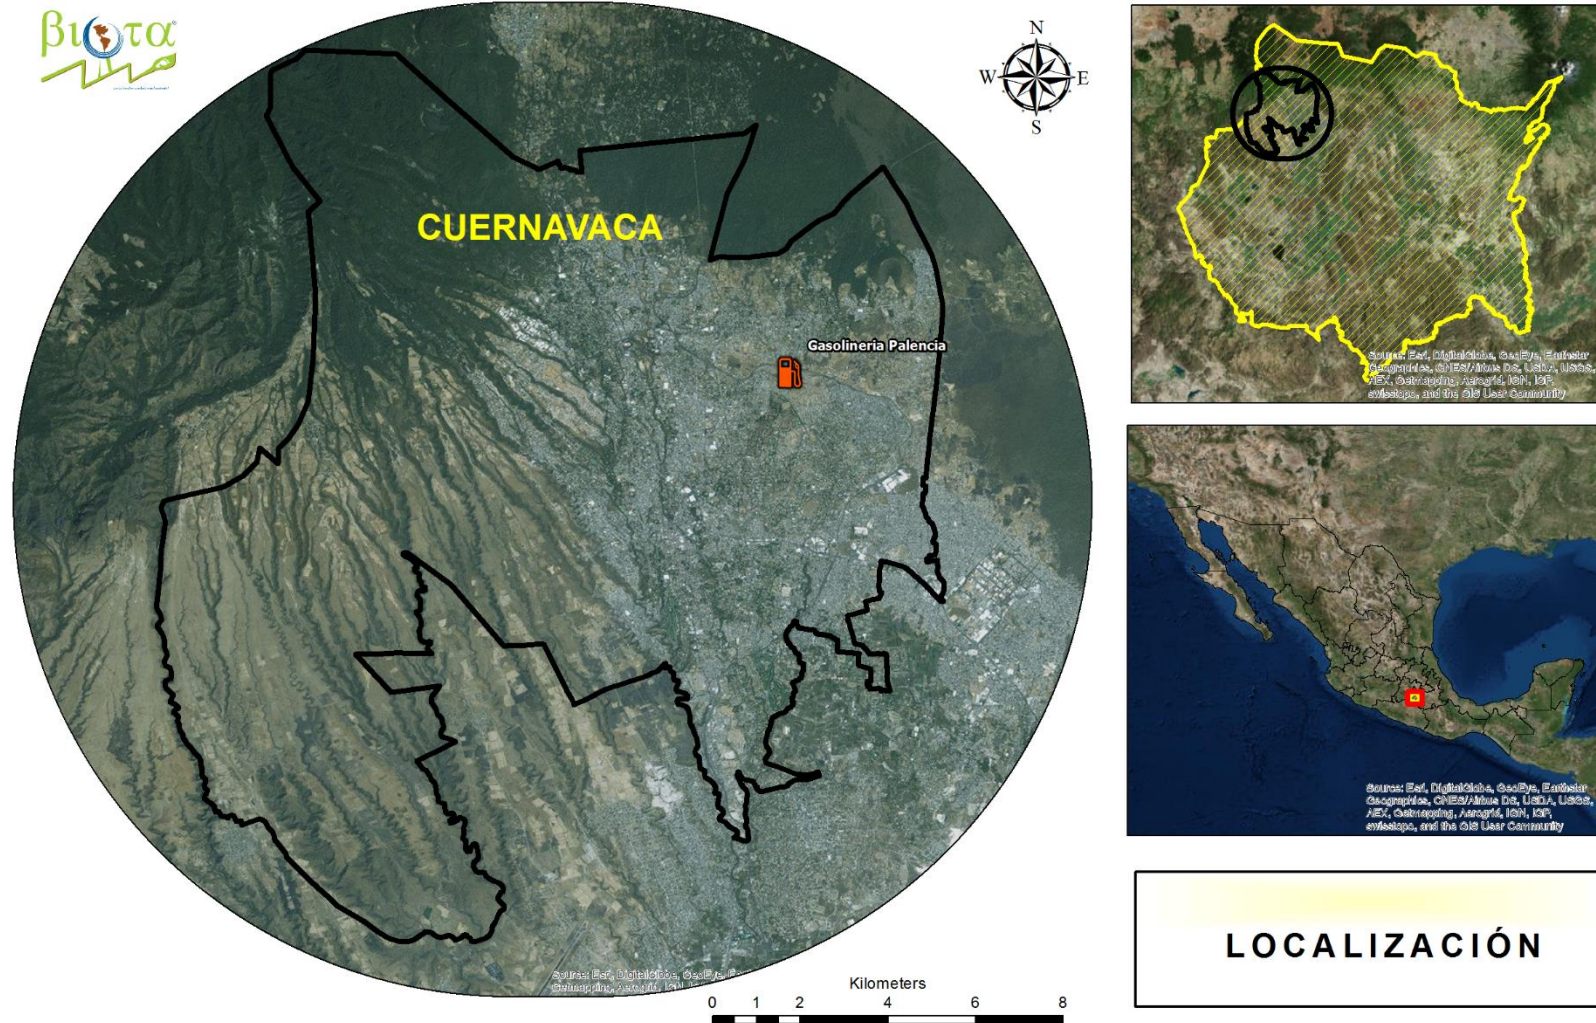 βιοτα
N
W E
S
CUERNAVACA
Gasolineria Palencia
Source: Esri, DigitalGlobe, GeoEye,
Getmapping, Aerogrid, IGN,
Kilometers
0 1 2 4 6 8
Source: Esri, DigitalGlobe, GeoEye, Earthstar
Geographics, CNES/Airbus DS, USDA, USGS,
AEX, Getmapping, Aerogrid, IGN, IGP,
swisstopo, and the GIS User Community
Source: Esri, DigitalGlobe, GeoEye, Earthstar
Geographics, CNES/Airbus DS, USDA, USGS,
AEX, Getmapping, Aerogrid, IGN, IGP,
swisstopo, and the GIS User Community
LOCALIZACIÓN